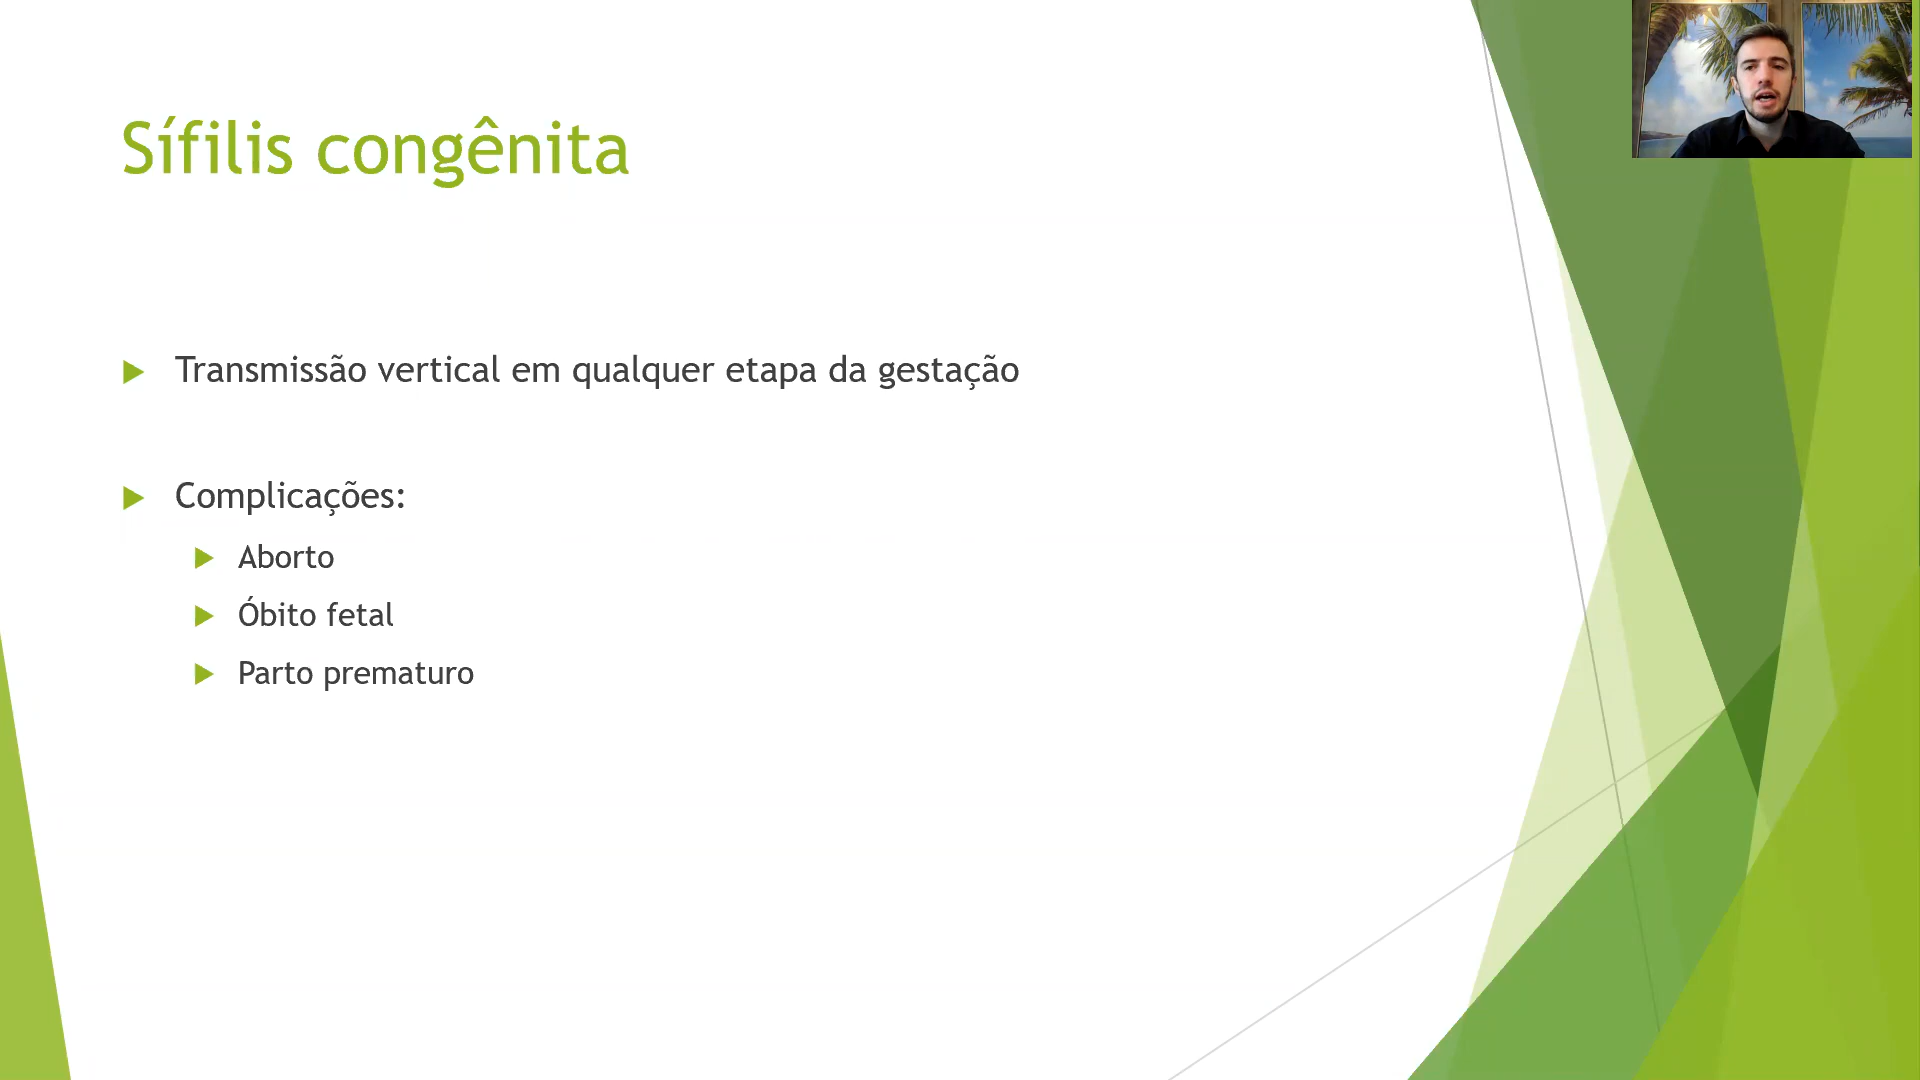 Sífilis congênita
Transmissão vertical em qualquer etapa da gestação
Complicações:
Aborto
Óbito fetal
Parto prematuro